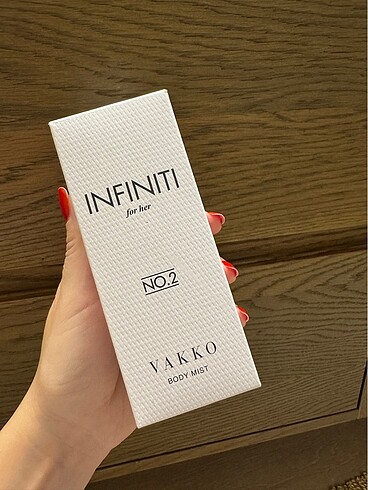 INFINITI
for her
NO.2
VAKKO
BODY MIST